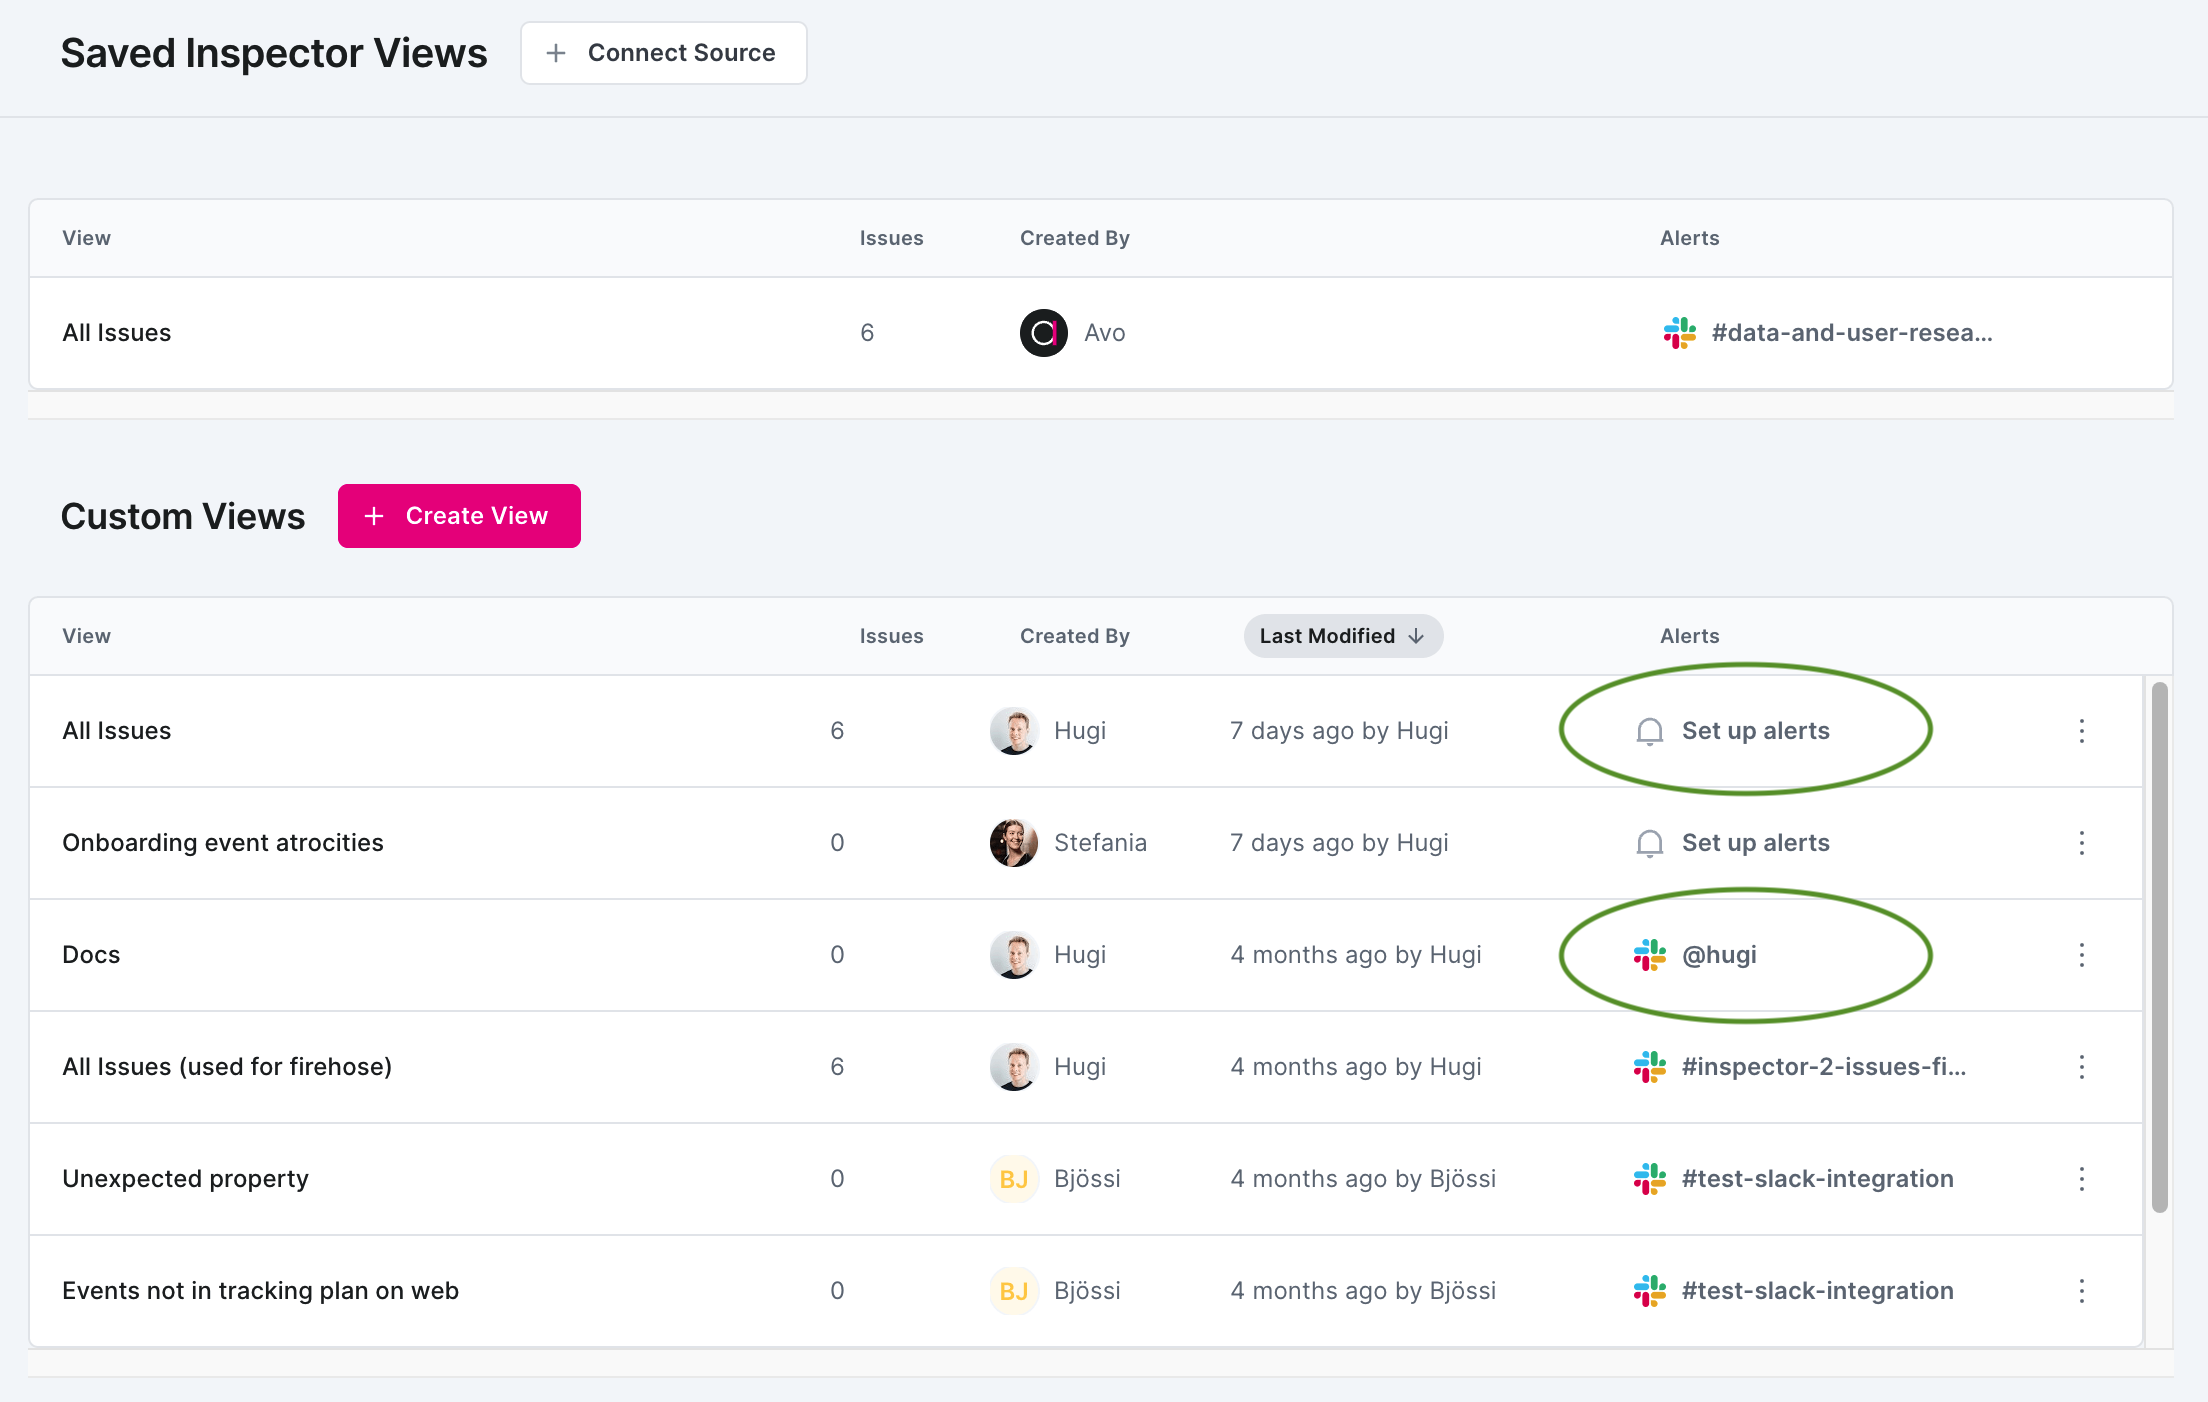 Saved Inspector Views
+ Connect Source
View Issues Created By Alerts
All Issues 6 Avo #data-and-user-resea...
Custom Views
+ Create View
View Issues Created By Last Modified ↓ Alerts
All Issues 6 Hugi 7 days ago by Hugi Set up alerts
Onboarding event atrocities 0 Stefania 7 days ago by Hugi Set up alerts
Docs 0 Hugi 4 months ago by Hugi @hugi
All Issues (used for firehose) 6 Hugi 4 months ago by Hugi #inspector-2-issues-fi...
Unexpected property 0 BJ Bjössi 4 months ago by Bjössi #test-slack-integration
Events not in tracking plan on web 0 BJ Bjössi 4 months ago by Bjössi #test-slack-integration